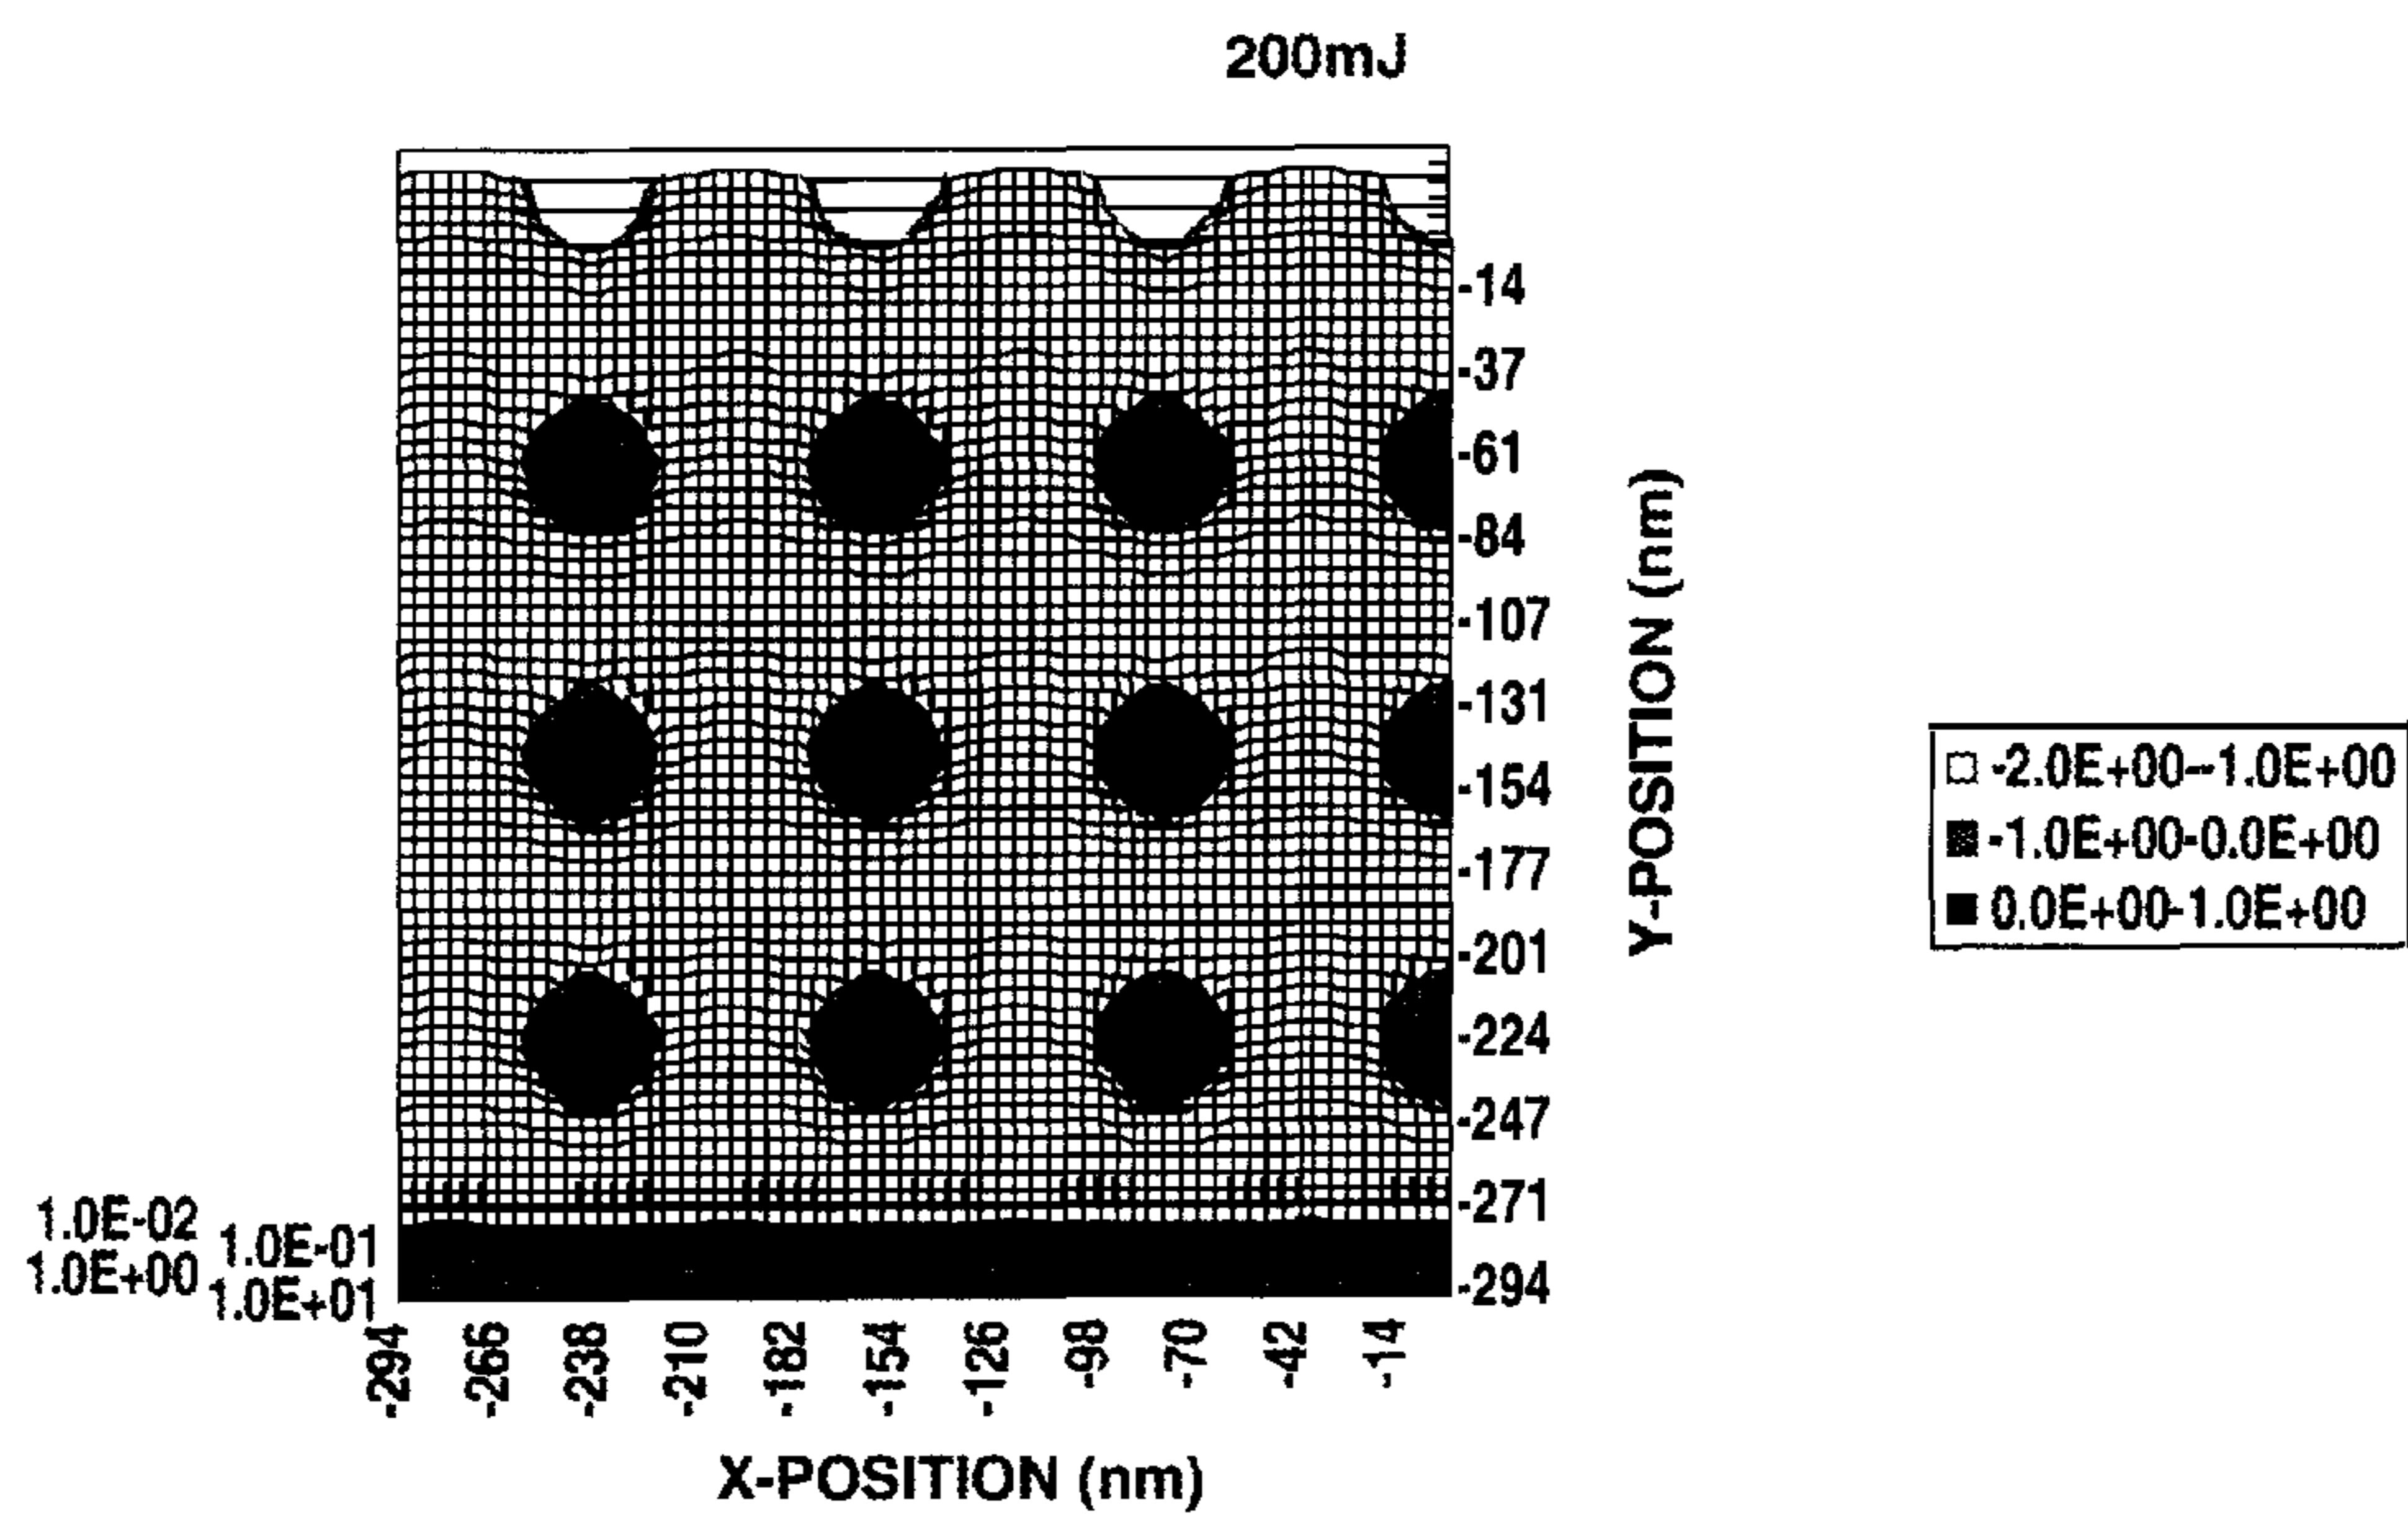 200mJ
-14
-37
-61
-84
-107
-131
-154
-177
-201
-224
-247
-271
-294
Y-POSITION (nm)
-2.0E+00--1.0E+00
-1.0E+00-0.0E+00
0.0E+00-1.0E+00
1.0E-02
1.0E-01
1.0E+00
1.0E+01
-294
-266
-238
-210
-182
-154
-126
-98
-70
-42
-14
X-POSITION (nm)